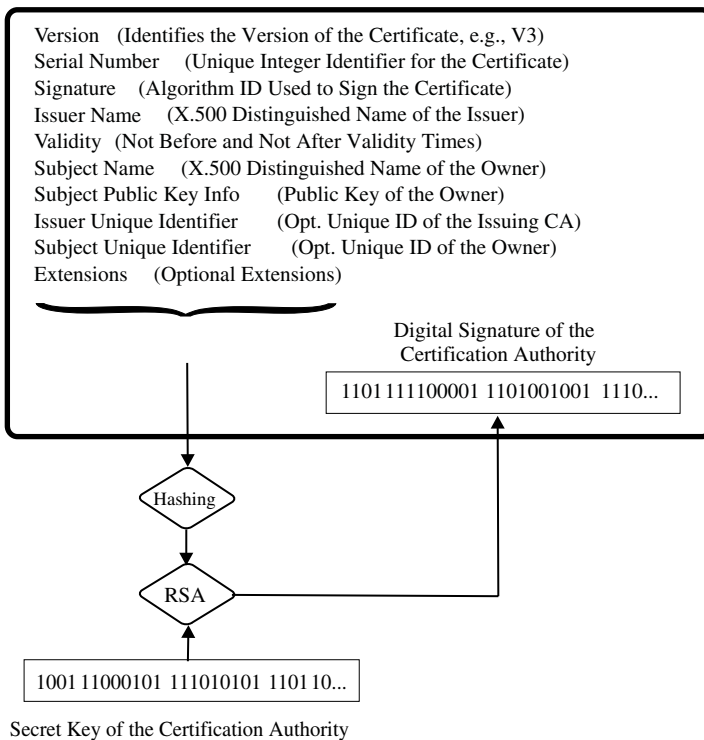 Version (Identifies the Version of the Certificate, e.g., V3)
Serial Number (Unique Integer Identifier for the Certificate)
Signature (Algorithm ID Used to Sign the Certificate)
Issuer Name (X.500 Distinguished Name of the Issuer)
Validity (Not Before and Not After Validity Times)
Subject Name (X.500 Distinguished Name of the Owner)
Subject Public Key Info (Public Key of the Owner)
Issuer Unique Identifier (Opt. Unique ID of the Issuing CA)
Subject Unique Identifier (Opt. Unique ID of the Owner)
Extensions (Optional Extensions)
Digital Signature of the
Certification Authority
1101111100001 1101001001 1110...
Hashing
RSA
1001 11000101 111010101 110110...
Secret Key of the Certification Authority